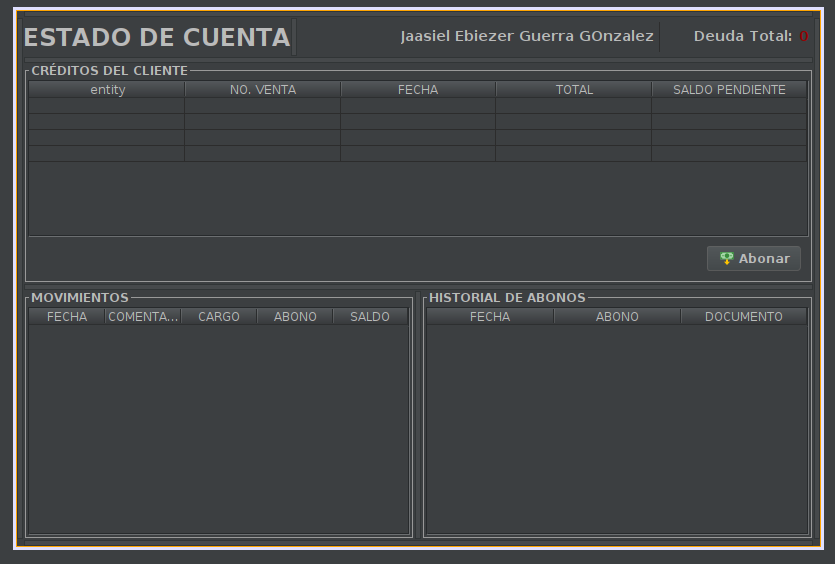 ESTADO DE CUENTA
Jaasiel Ebiezer Guerra GOnzalez
Deuda Total: 0
CRÉDITOS DEL CLIENTE
entity NO. VENTA FECHA TOTAL SALDO PENDIENTE
Abonar
MOVIMIENTOS
FECHA COMENTA... CARGO ABONO SALDO
HISTORIAL DE ABONOS
FECHA ABONO DOCUMENTO